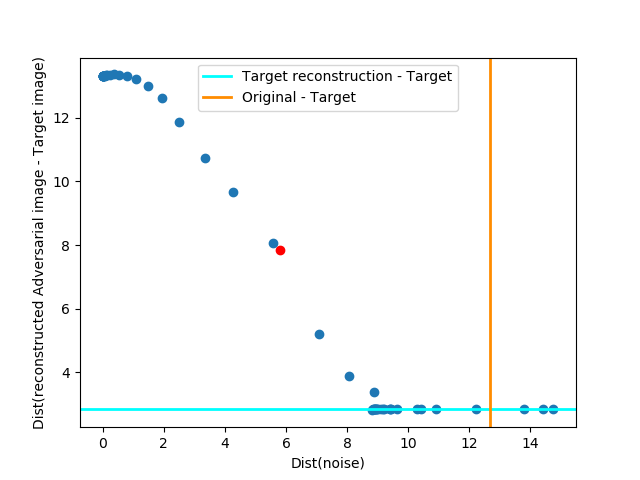 Target reconstruction - Target
Original - Target
Dist(reconstructed Adversarial image - Target image)
12
10
8
6
4
0 2 4 6 8 10 12 14
Dist(noise)